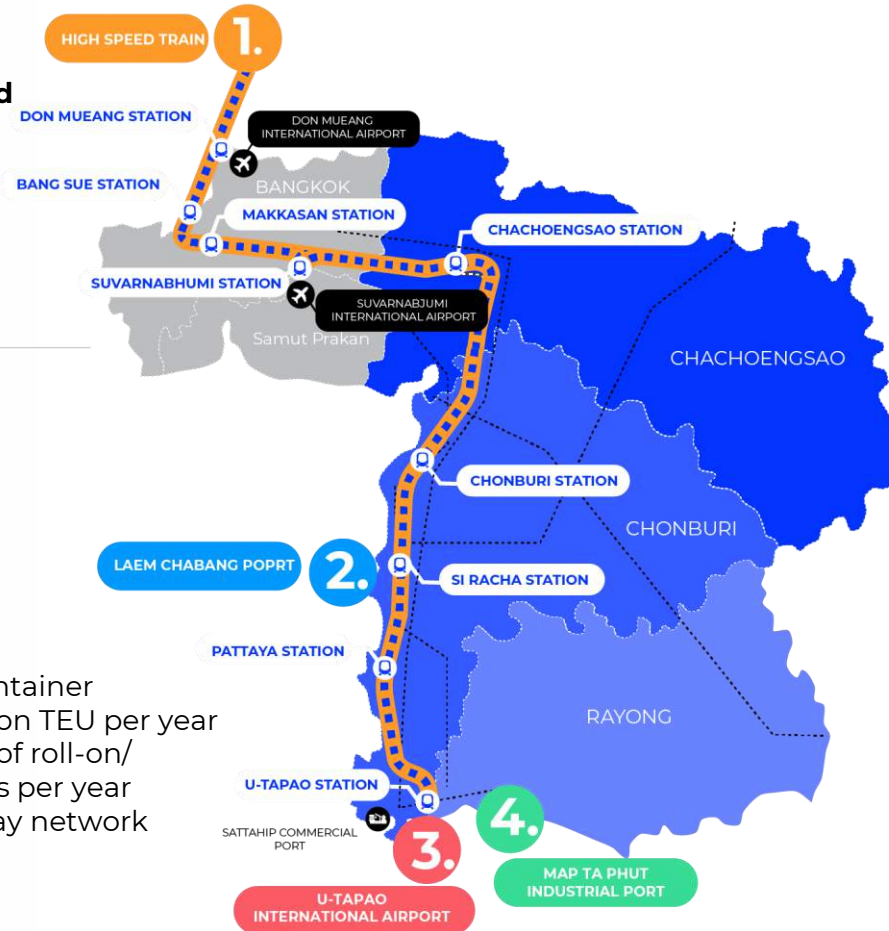 HIGH SPEED TRAIN
1.
d
DON MUEANG STATION
DON MUEANG
INTERNATIONAL AIRPORT
BANG SUE STATION
BANGKOK
MAKKASAN STATION
CHACHOENGSAO STATION
SUVARNABHUMI STATION
SUVARNABJUMI
INTERNATIONAL AIRPORT
Samut Prakan
CHACHOENGSAO
CHONBURI STATION
CHONBURI
LAEM CHABANG POPRT
2.
SI RACHA STATION
PATTAYA STATION
ntainer
on TEU per year
of roll-on/
s per year
ay network
RAYONG
U-TAPAO STATION
SATTAHIP COMMERCIAL
PORT
3.
4.
MAP TA PHUT
INDUSTRIAL PORT
U-TAPAO
INTERNATIONAL AIRPORT